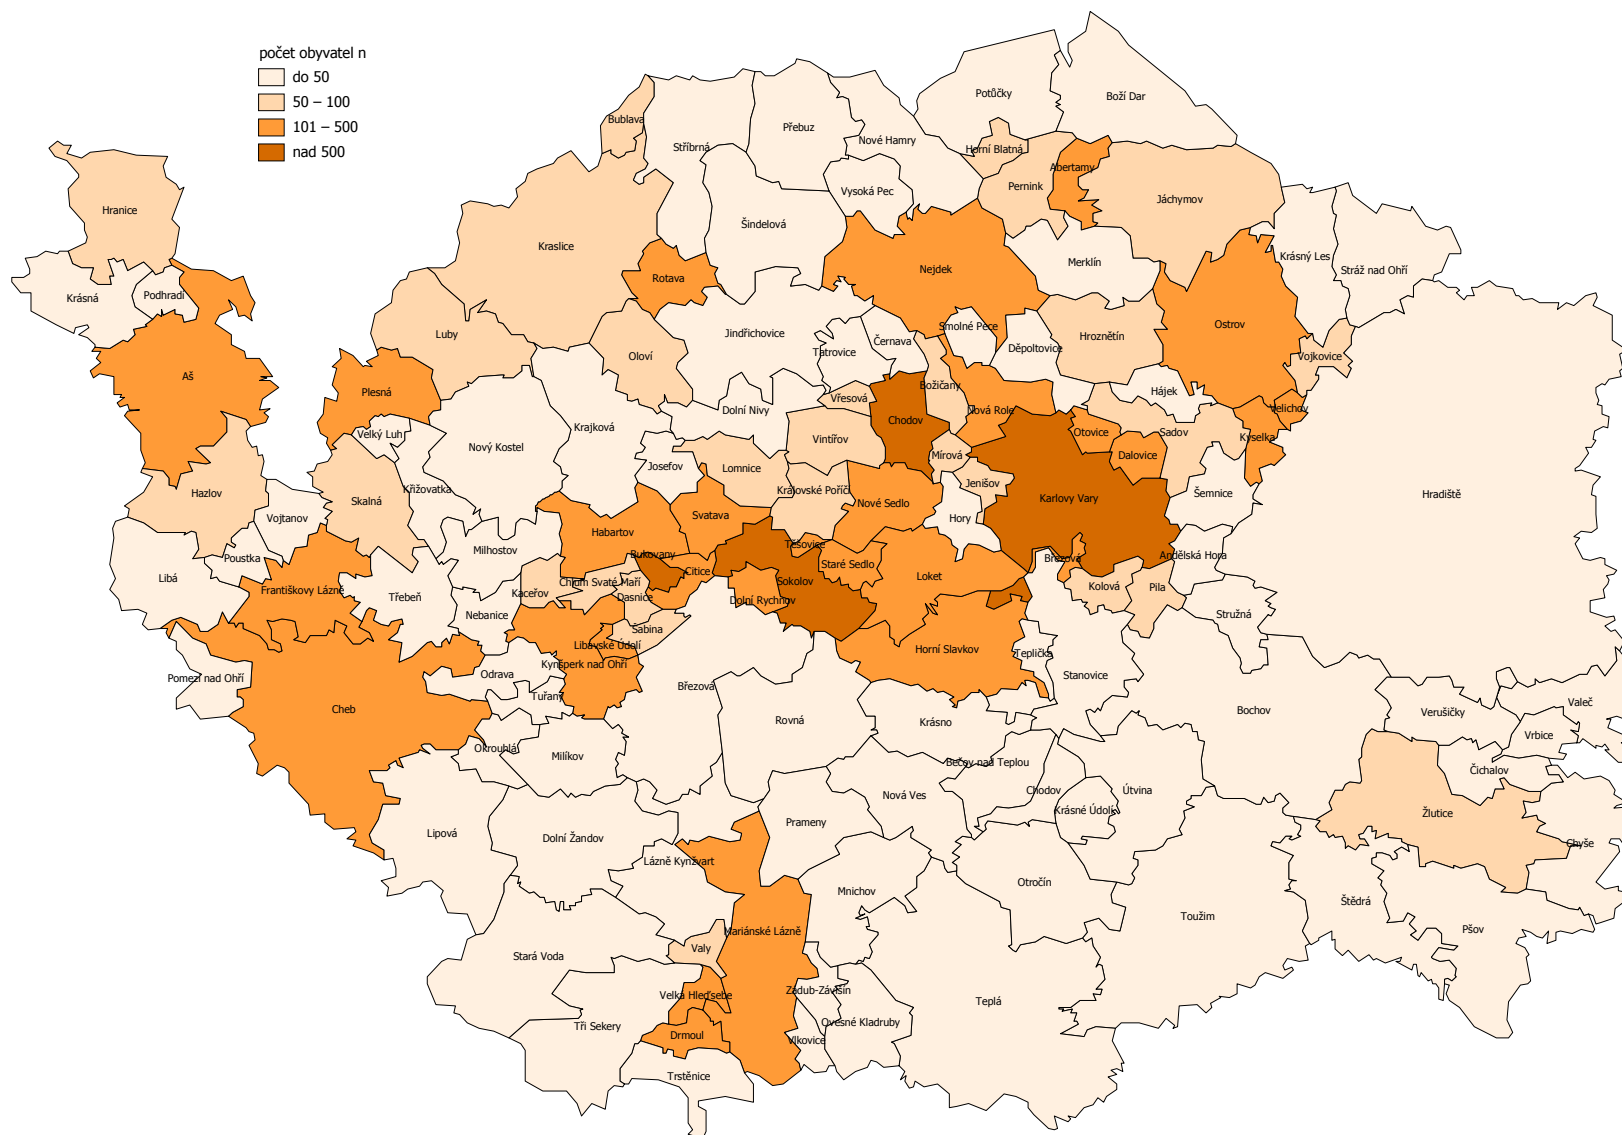 počet obyvatel n
do 50
50 – 100
101 – 500
nad 500
Boží Dar
Potůčky
Bublava
Přebuz
Nové Hamry
Stříbrná
Horní Blatná
Abertamy
Pernink
Vysoká Pec
Jáchymov
Hranice
Šindelová
Kraslice
Krásný Les
Merklín
Nejdek
Stráž nad Ohří
Rotava
Podhradí
Krásná
Ostrov
Smolné Pece
Jindřichovice
Luby
Hroznětín
Černava
Děpoltovice
Tatrovice
Oloví
Vojkovice
Aš
Božičany
Plesná
Hájek
Vřesová
Dolní Nivy
Nová Role
Velichov
Chodov
Krajková
Otovice
Sadov
Velký Luh
Kyselka
Vintířov
Nový Kostel
Mírová
Dalovice
Josefov
Lomnice
Jenišov
Křižovatka
Královské Poříčí
Hazlov
Šemnice
Hradiště
Karlovy Vary
Skalná
Nové Sedlo
Svatava
Hory
Vojtanov
Habartov
Těšovice
Milhostov
Bukovany
Andělská Hora
Poustka
Březová
Staré Sedlo
Citice
Libá
Loket
Chlum Svaté Maří
Sokolov
Kolová
Pila
Františkovy Lázně
Kaceřov
Třebeň
Dasnice
Dolní Rychnov
Nebanice
Stružná
Šabina
Libavské Údolí
Horní Slavkov
Teplička
Kynšperk nad Ohří
Odrava
Stanovice
Pomezí nad Ohří
Březová
Tuřany
Valeč
Cheb
Bochov
Verušičky
Rovná
Krásno
Vrbice
Okrouhlá
Milíkov
Bečov nad Teplou
Čichalov
Chodov
Útvina
Nová Ves
Krásné Údolí
Žlutice
Prameny
Lipová
Dolní Žandov
Chyše
Lázně Kynžvart
Otročín
Mnichov
Štědrá
Toužim
Pšov
Mariánské Lázně
Valy
Stará Voda
Zádub-Závišín
Velká Hleďsebe
Teplá
Ovesné Kladruby
Tři Sekery
Drmoul
Vlkovice
Trstěnice